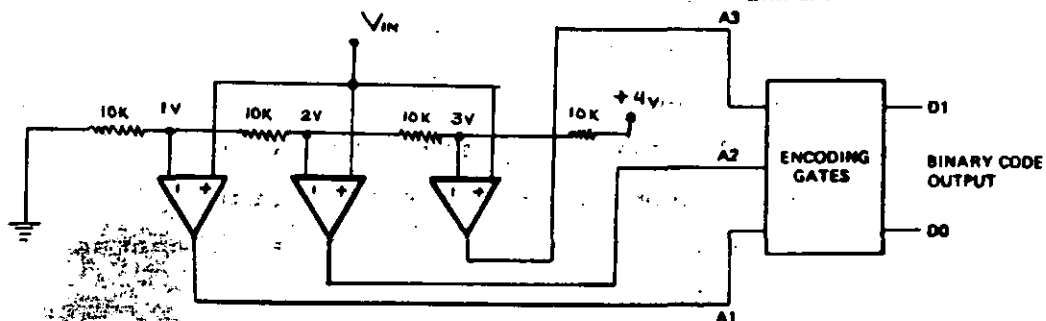 A3
VIN
+4V
10K
1V
10K
2V
10K
3V
10K
D1
A2
ENCODING
GATES
BINARY CODE
OUTPUT
- +
- +
- +
D0
A1